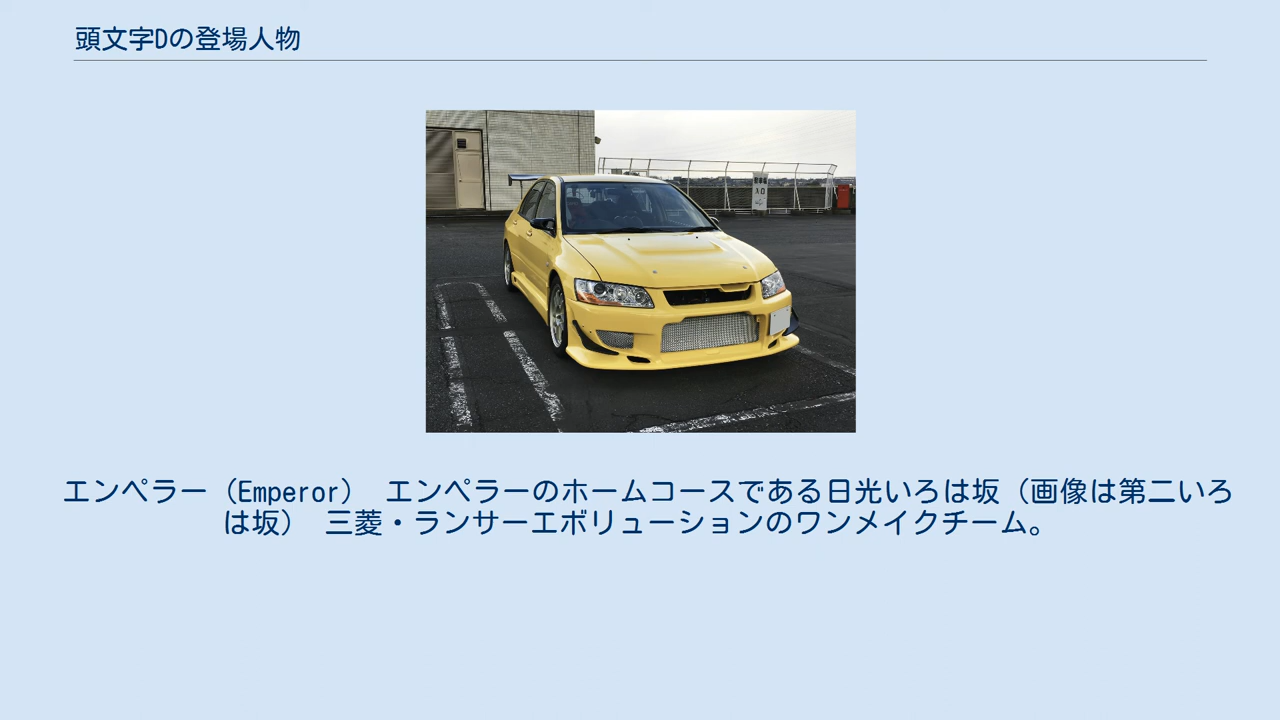 頭文字Dの登場人物
入口
エンペラー（Emperor） エンペラーのホームコースである日光いろは坂（画像は第二いろ
は坂） 三菱・ランサーエボリューションのワンメイクチーム。